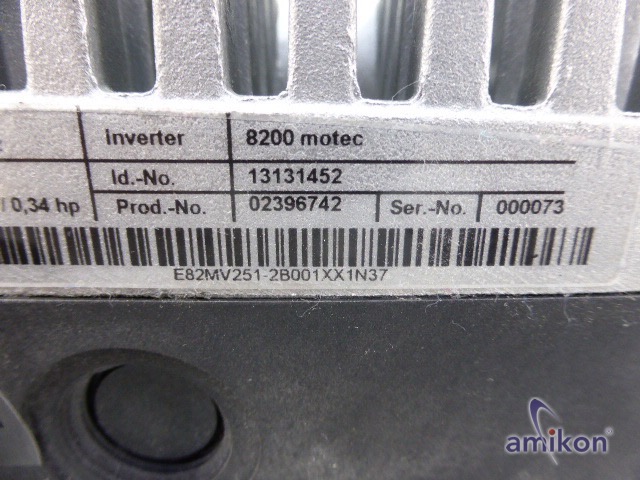 Inverter 8200 motec
Id.-No. 13131452
0,34 hp Prod.-No. 02396742 Ser.-No. 000073
E82MV251-2B001XX1N37
amikon